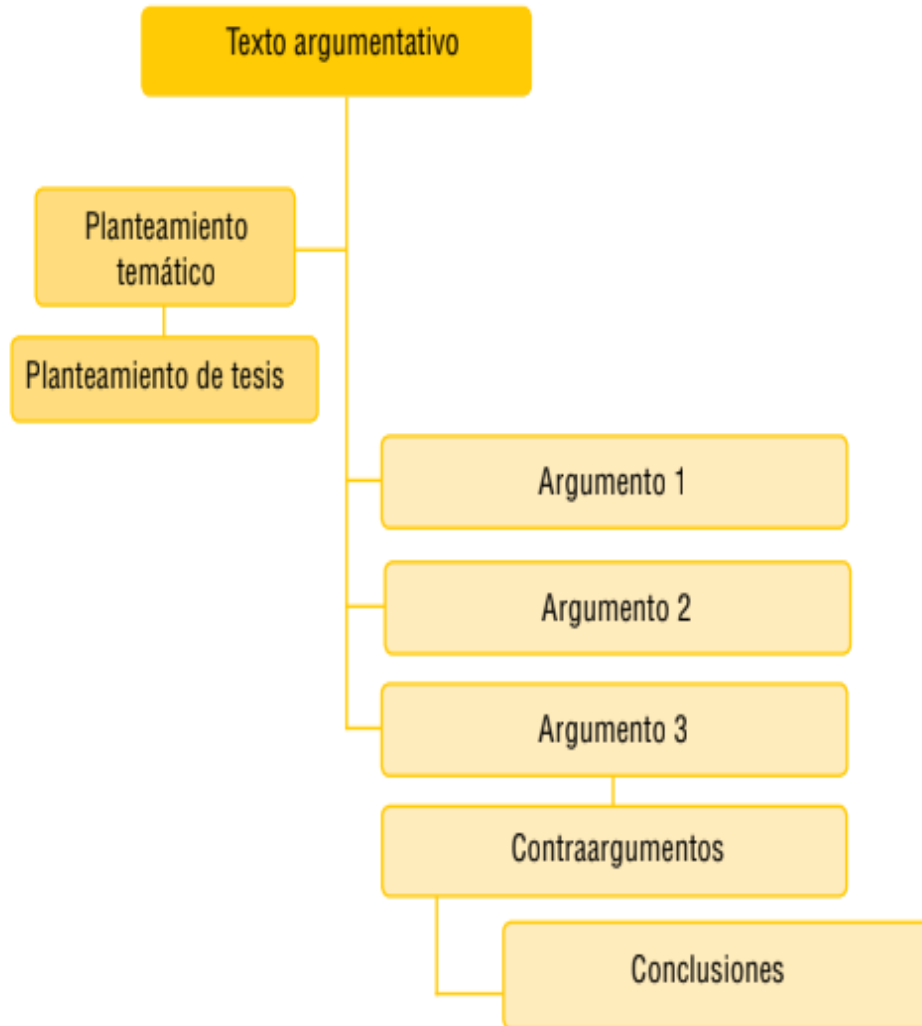 Texto argumentativo
Planteamiento
temático
Planteamiento de tesis
Argumento 1
Argumento 2
Argumento 3
Contraargumentos
Conclusiones